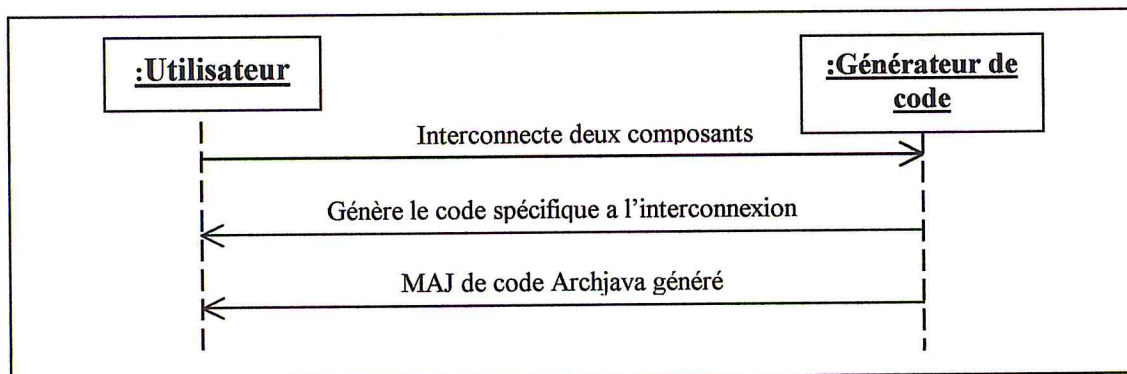 :Utilisateur
:Générateur de
code
Interconnecte deux composants
Génère le code spécifique a l'interconnexion
MAJ de code Archjava généré